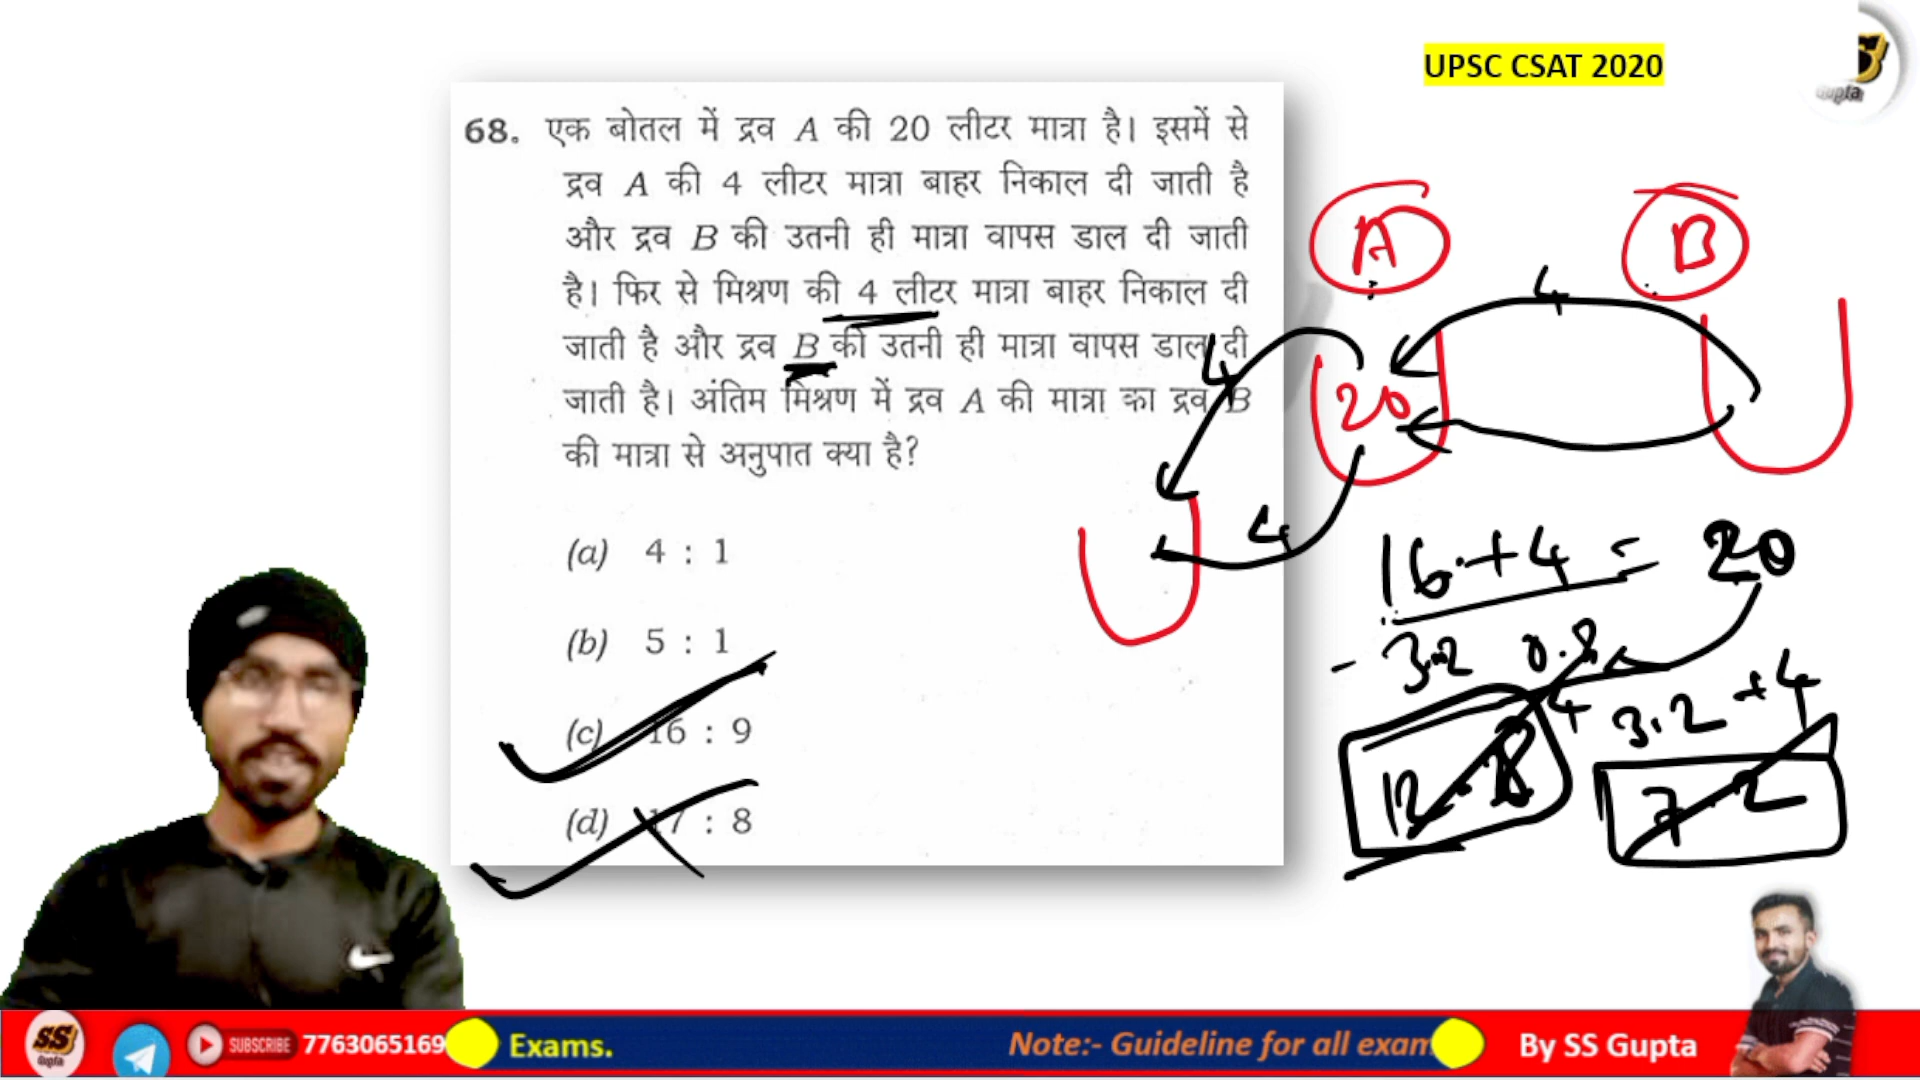 UPSC CSAT 2020
68. एक बोतल में द्रव A की 20 लीटर मात्रा है। इसमें से
द्रव A की 4 लीटर मात्रा बाहर निकाल दी जाती है
और द्रव B की उतनी ही मात्रा वापस डाल दी जाती
है। फिर से मिश्रण की 4 लीटर मात्रा बाहर निकाल दी
जाती है और द्रव B की उतनी ही मात्रा वापस डाल दी
जाती है। अंतिम मिश्रण में द्रव A की मात्रा का द्रव B
की मात्रा से अनुपात क्या है?
(a) 4 : 1
(b) 5 : 1
(c) 16 : 9
(d) 17 : 8
A B
4
4
20
4
16 + 4 = 20
- 3.2 0.8
3.2 + 4
12.8
7.2
Gupta
SS Gupta
SUBSCRIBE 7763065169
Exams.
Note:- Guideline for all exam
By SS Gupta